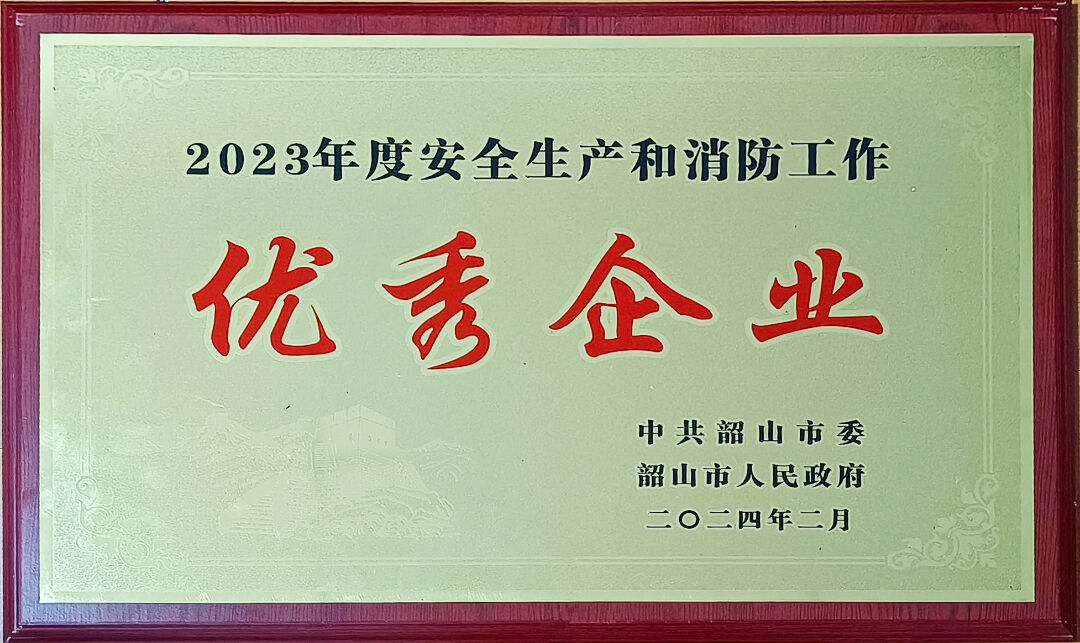 2023年度安全生产和消防工作
优秀企业
中共韶山市委
韶山市人民政府
二〇二四年二月